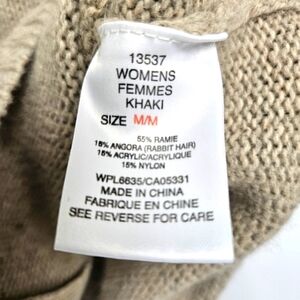 13537
WOMENS
FEMMES
KHAKI
SIZE M/M
55% RAMIE
15% ANGORA (RABBIT HAIR)
15% ACRYLIC/ACRYLIQUE
15% NYLON
WPL6635/CA05331
MADE IN CHINA
FABRIQUE EN CHINE
SEE REVERSE FOR CARE